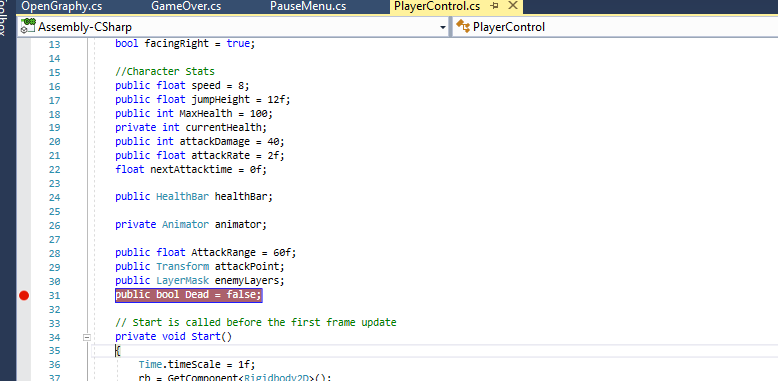 OpenGraphy.cs GameOver.cs PauseMenu.cs PlayerControl.cs
Assembly-CSharp PlayerControl
13 bool facingRight = true;
14
15 //Character Stats
16 public float speed = 8;
17 public float jumpHeight = 12f;
18 public int MaxHealth = 100;
19 private int currentHealth;
20 public int attackDamage = 40;
21 public float attackRate = 2f;
22 float nextAttacktime = 0f;
23
24 public HealthBar healthBar;
25
26 private Animator animator;
27
28 public float AttackRange = 60f;
29 public Transform attackPoint;
30 public LayerMask enemyLayers;
31 public bool Dead = false;
32
33 // Start is called before the first frame update
34 private void Start()
35 {
36 Time.timeScale = 1f;
37 rb = GetComponent<Rigidbody2D>();